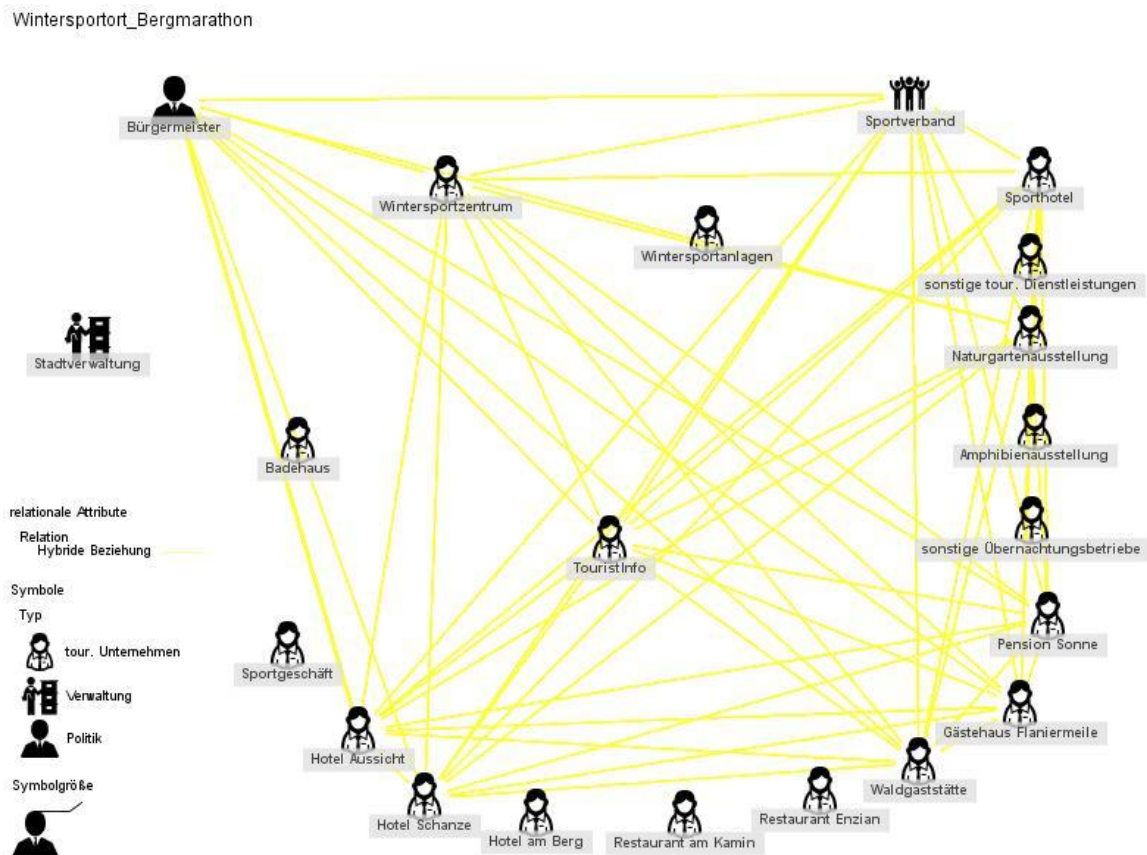 Wintersportort_Bergmarathon
Bürgermeister
Sportverband
Wintersportzentrum
Sporthotel
Wintersportanlagen
sonstige tour. Dienstleistungen
Stadtverwaltung
Naturgartenausstellung
Badehaus
Amphibienausstellung
relationale Attribute
Relation
Hybride Beziehung
sonstige Übernachtungsbetriebe
TouristInfo
Symbole
Typ
tour. Unternehmen
Pension Sonne
Sportgeschäft
Verwaltung
Politik
Gästehaus Flaniermeile
Hotel Aussicht
Symbolgröße
Waldgaststätte
Hotel Schanze
Restaurant Enzian
Hotel am Berg
Restaurant am Kamin